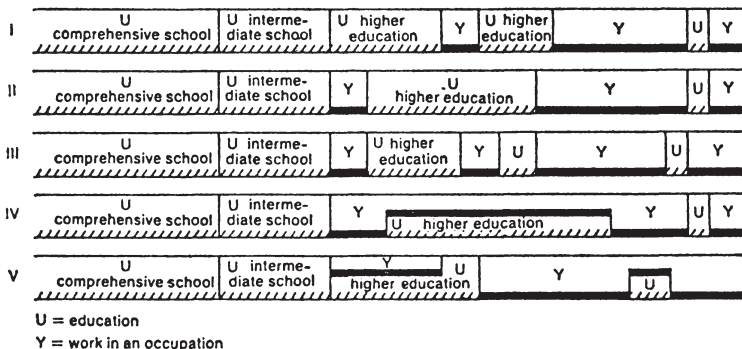 I
U
comprehensive school
U interme-
diate school
U higher
education
Y
U higher
education
Y
U
Y
II
U
comprehensive school
U interme-
diate school
Y
U
higher education
Y
U
Y
III
U
comprehensive school
U interme-
diate school
Y
U higher
education
Y
U
Y
U
Y
IV
U
comprehensive school
U interme-
diate school
Y
U higher education
Y
U
Y
V
U
comprehensive school
U interme-
diate school
Y
U
higher education
Y
U
U = education
Y = work in an occupation